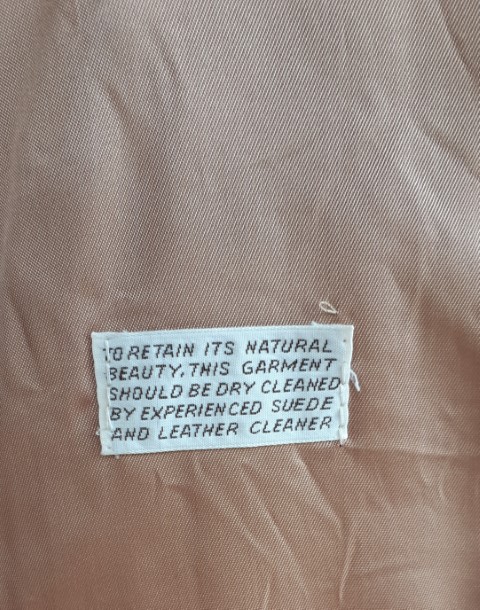 TO RETAIN ITS NATURAL
BEAUTY, THIS GARMENT
SHOULD BE DRY CLEANED
BY EXPERIENCED SUEDE
AND LEATHER CLEANER